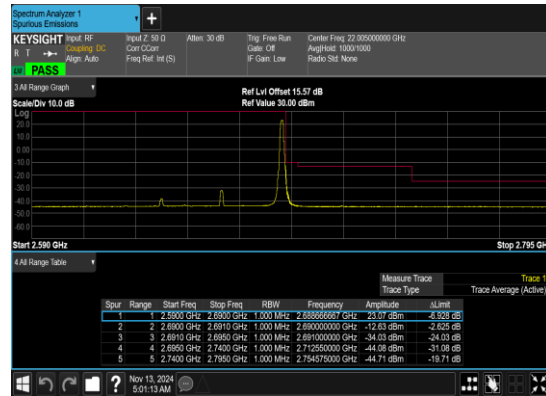 Spectrum Analyzer 1
Spurious Emissions
KEYSIGHT Input: RF Input Z: 50 Ω Atten: 30 dB Trig: Free Run Center Freq: 22.005000000 GHz
R T Coupling: DC Corr CCorr Gate: Off Avg|Hold: 1000/1000
Align: Auto Freq Ref: Int (S) IF Gain: Low Radio Std: None
PASS
3 All Range Graph
Ref Lvl Offset 15.57 dB
Scale/Div 10.0 dB Ref Value 30.00 dBm
Log
20.0
10.0
0.00
-10.0
-20.0
-30.0
-40.0
-50.0
-60.0
Start 2.590 GHz Stop 2.795 GH
4 All Range Table
Measure Trace Trace 1
Trace Type Trace Average (Active)
Spur Range Start Freq Stop Freq RBW Frequency Amplitude ΔLimit
1 1 2.5900 GHz 2.6900 GHz 1.000 MHz 2.688666667 GHz 23.07 dBm -6.928 dB
2 2 2.6900 GHz 2.6910 GHz 1.000 MHz 2.690000000 GHz -12.63 dBm -2.625 dB
3 3 2.6910 GHz 2.6950 GHz 1.000 MHz 2.691000000 GHz -34.03 dBm -24.03 dB
4 4 2.6950 GHz 2.7400 GHz 1.000 MHz 2.712550000 GHz -44.08 dBm -31.08 dB
5 5 2.7400 GHz 2.7950 GHz 1.000 MHz 2.754575000 GHz -44.71 dBm -19.71 dB
? Nov 13, 2024
5:01:13 AM